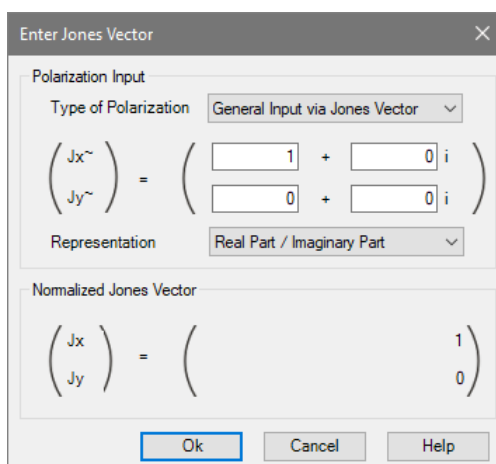 Enter Jones Vector
Polarization Input
Type of Polarization General Input via Jones Vector
Jx~ = 1 + 0 i
Jy~ 0 + 0 i
Representation Real Part / Imaginary Part
Normalized Jones Vector
Jx = 1
Jy 0
Ok Cancel Help